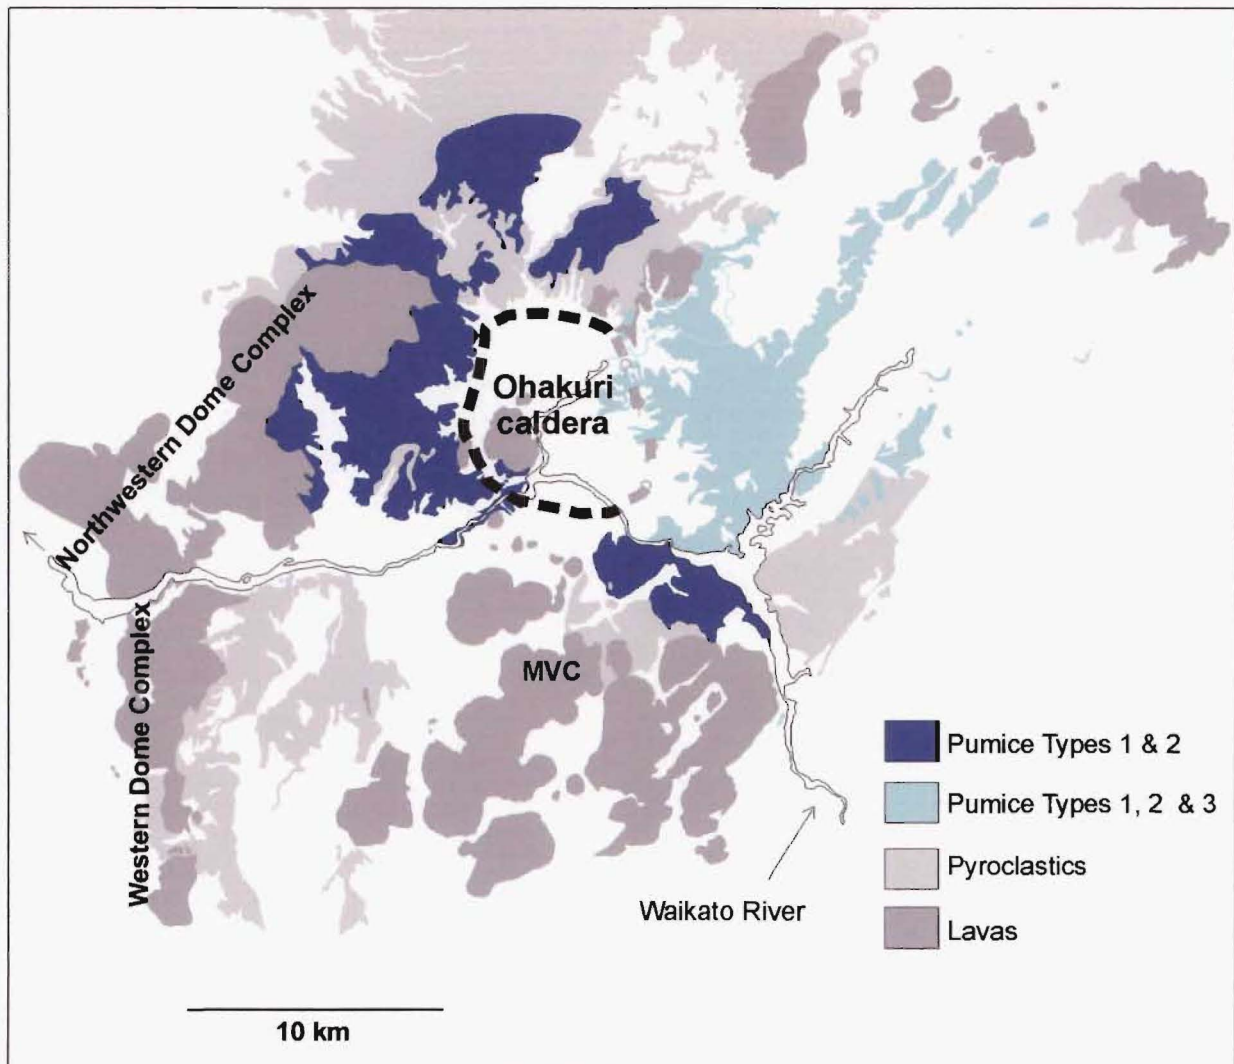 Northwestern Dome Complex
Ohakuri
caldera
Western Dome Complex
MVC
Pumice Types 1 & 2
Pumice Types 1, 2 & 3
Pyroclastics
Lavas
Waikato River
10 km